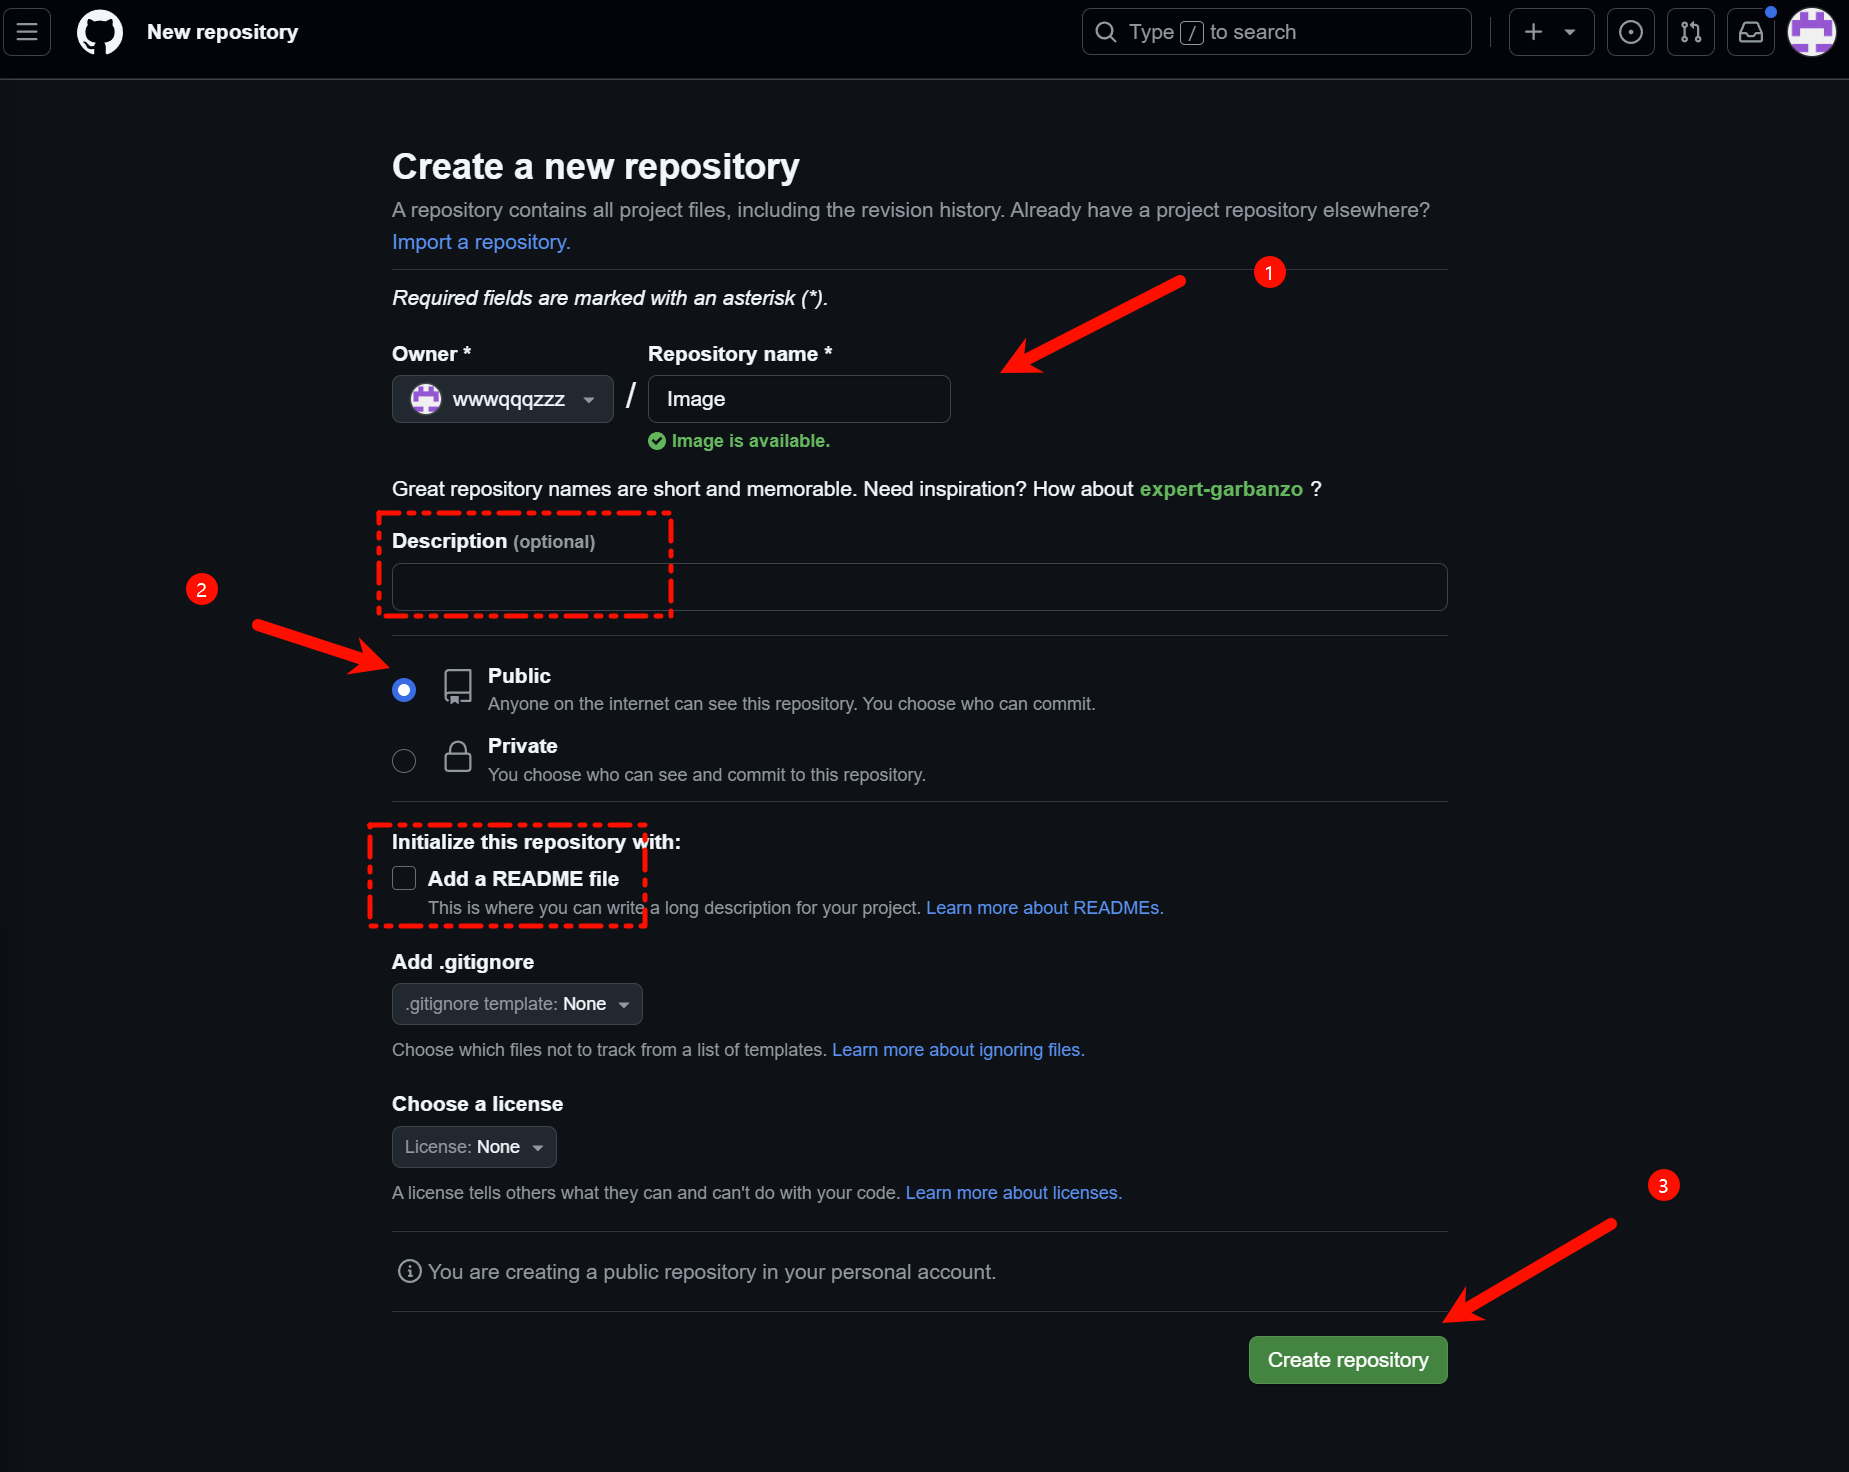 New repository
Type / to search
Create a new repository
A repository contains all project files, including the revision history. Already have a project repository elsewhere?
Import a repository.
1
Required fields are marked with an asterisk (*).
Owner *
Repository name *
wwwqqqzzz
/
Image
Image is available.
Great repository names are short and memorable. Need inspiration? How about expert-garbanzo ?
Description (optional)
2
Public
Anyone on the internet can see this repository. You choose who can commit.
Private
You choose who can see and commit to this repository.
Initialize this repository with:
Add a README file
This is where you can write a long description for your project. Learn more about READMEs.
Add .gitignore
.gitignore template: None
Choose which files not to track from a list of templates. Learn more about ignoring files.
Choose a license
License: None
A license tells others what they can and can't do with your code. Learn more about licenses.
3
You are creating a public repository in your personal account.
Create repository